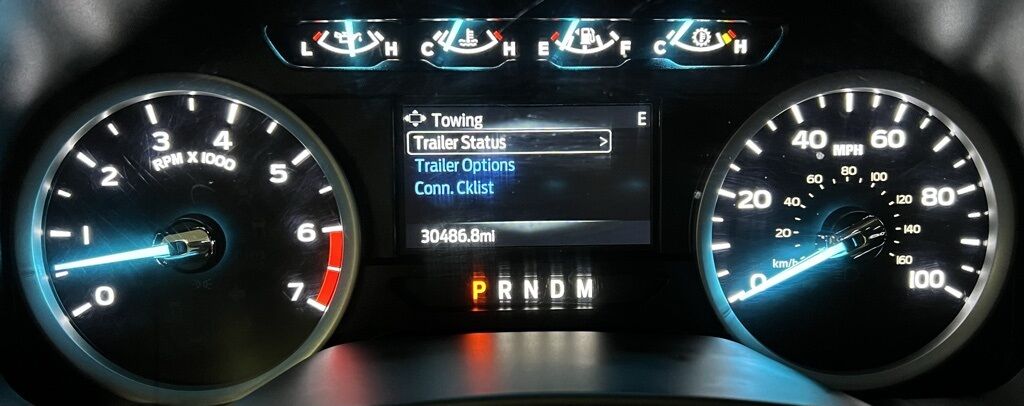 L H C H E F C H
Towing E
Trailer Status >
Trailer Options
Conn. Cklist
30486.8mi
P R N D M
0 1 2 3 4 5 6 7
RPM X 1000
0 20 40 60 80 100
MPH
20 40 60 80 100 120 140 160
km/h